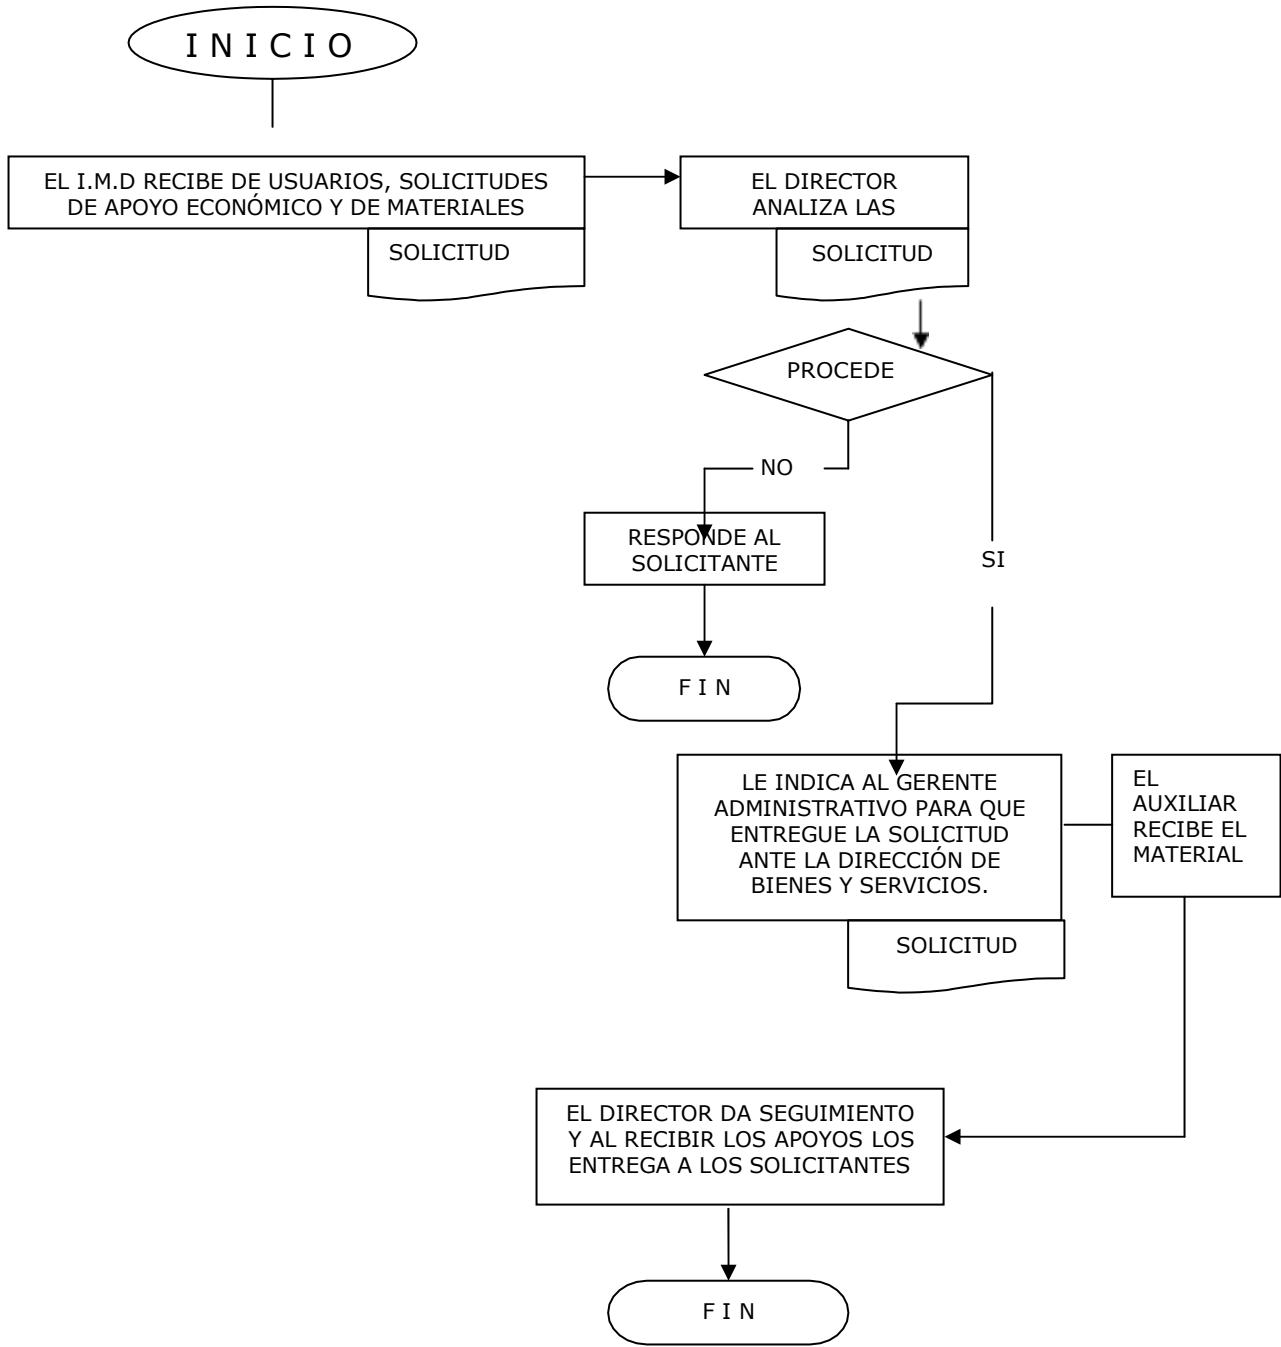 I N I C I O
EL I.M.D RECIBE DE USUARIOS, SOLICITUDES
DE APOYO ECONÓMICO Y DE MATERIALES
SOLICITUD
EL DIRECTOR
ANALIZA LAS
SOLICITUD
PROCEDE
NO
RESPONDE AL
SOLICITANTE
F I N
SI
LE INDICA AL GERENTE
ADMINISTRATIVO PARA QUE
ENTREGUE LA SOLICITUD
ANTE LA DIRECCIÓN DE
BIENES Y SERVICIOS.
SOLICITUD
EL
AUXILIAR
RECIBE EL
MATERIAL
EL DIRECTOR DA SEGUIMIENTO
Y AL RECIBIR LOS APOYOS LOS
ENTREGA A LOS SOLICITANTES
F I N